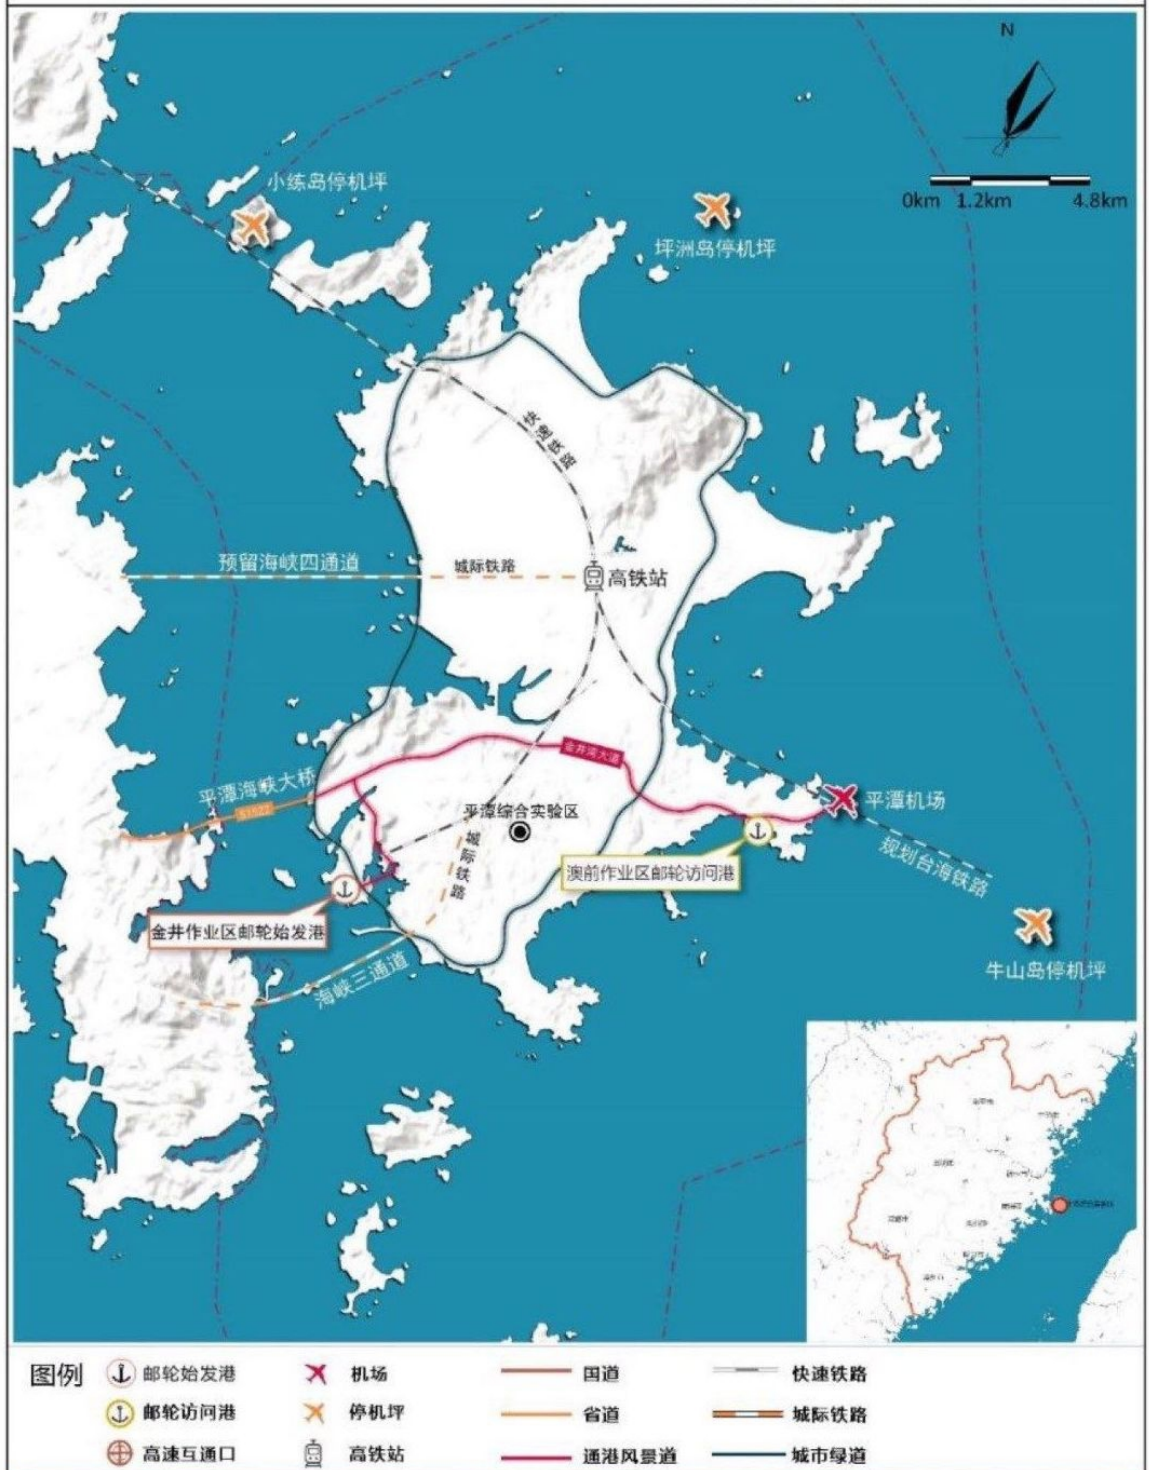 N
0km 1.2km 4.8km
小练岛停机坪
坪洲岛停机坪
快速铁路
预留海峡四通道
城际铁路
高铁站
金井湾大道
平潭海峡大桥
平潭机场
平潭综合实验区
城际铁路
澳前作业区邮轮访问港
规划台海铁路
金井作业区邮轮始发港
海峡三通道
牛山岛停机坪
图例
邮轮始发港
机场
国道
快速铁路
邮轮访问港
停机坪
省道
城际铁路
高速互通口
高铁站
通港风景道
城市绿道